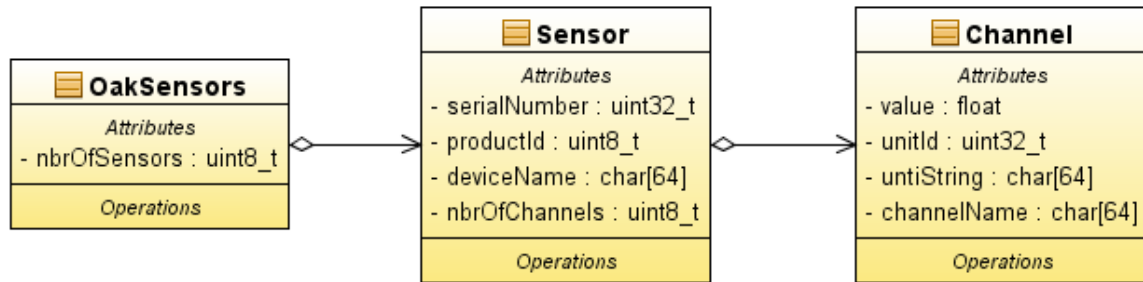 OakSensors
Attributes
- nbrOfSensors : uint8_t
Operations
Sensor
Attributes
- serialNumber : uint32_t
- productId : uint8_t
- deviceName : char[64]
- nbrOfChannels : uint8_t
Operations
Channel
Attributes
- value : float
- unitId : uint32_t
- untiString : char[64]
- channelName : char[64]
Operations